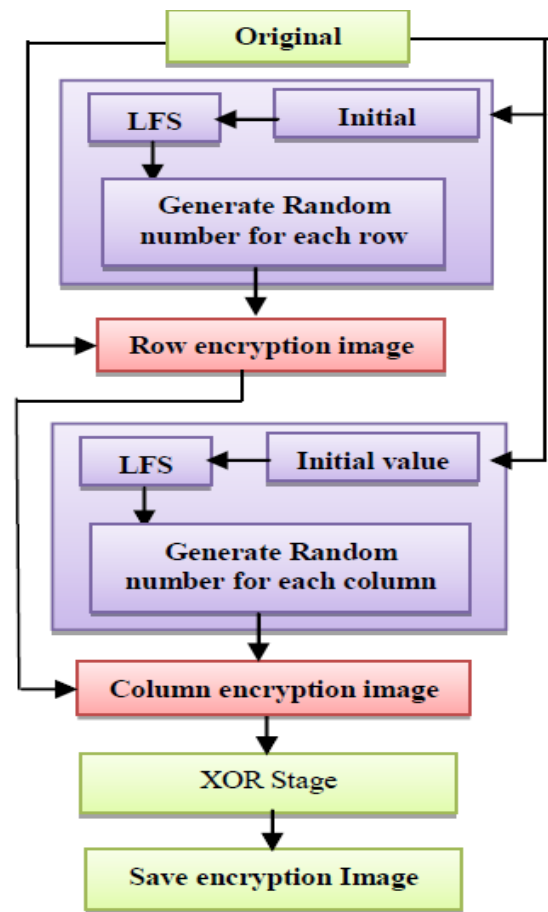 Original
LFS
Initial
Generate Random
number for each row
Row encryption image
LFS
Initial value
Generate Random
number for each column
Column encryption image
XOR Stage
Save encryption Image